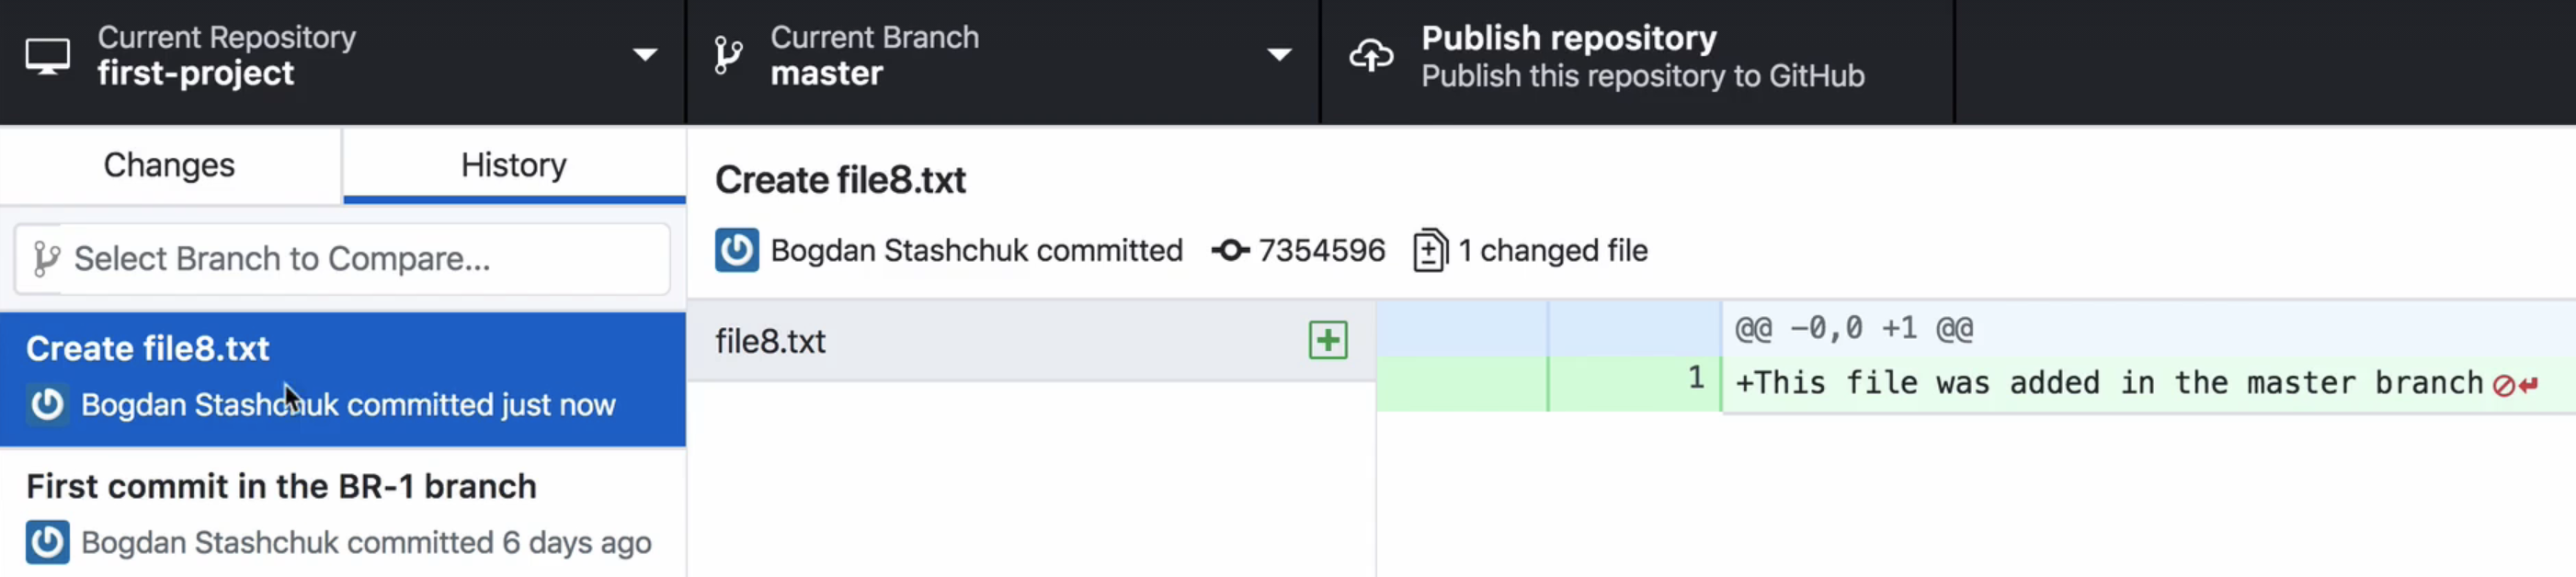 Current Repository
first-project
Current Branch
master
Publish repository
Publish this repository to GitHub
Changes
History
Select Branch to Compare...
Create file8.txt
Bogdan Stashchuk committed just now
First commit in the BR-1 branch
Bogdan Stashchuk committed 6 days ago
Create file8.txt
Bogdan Stashchuk committed 7354596 1 changed file
file8.txt
@@ -0,0 +1 @@
1 +This file was added in the master branch